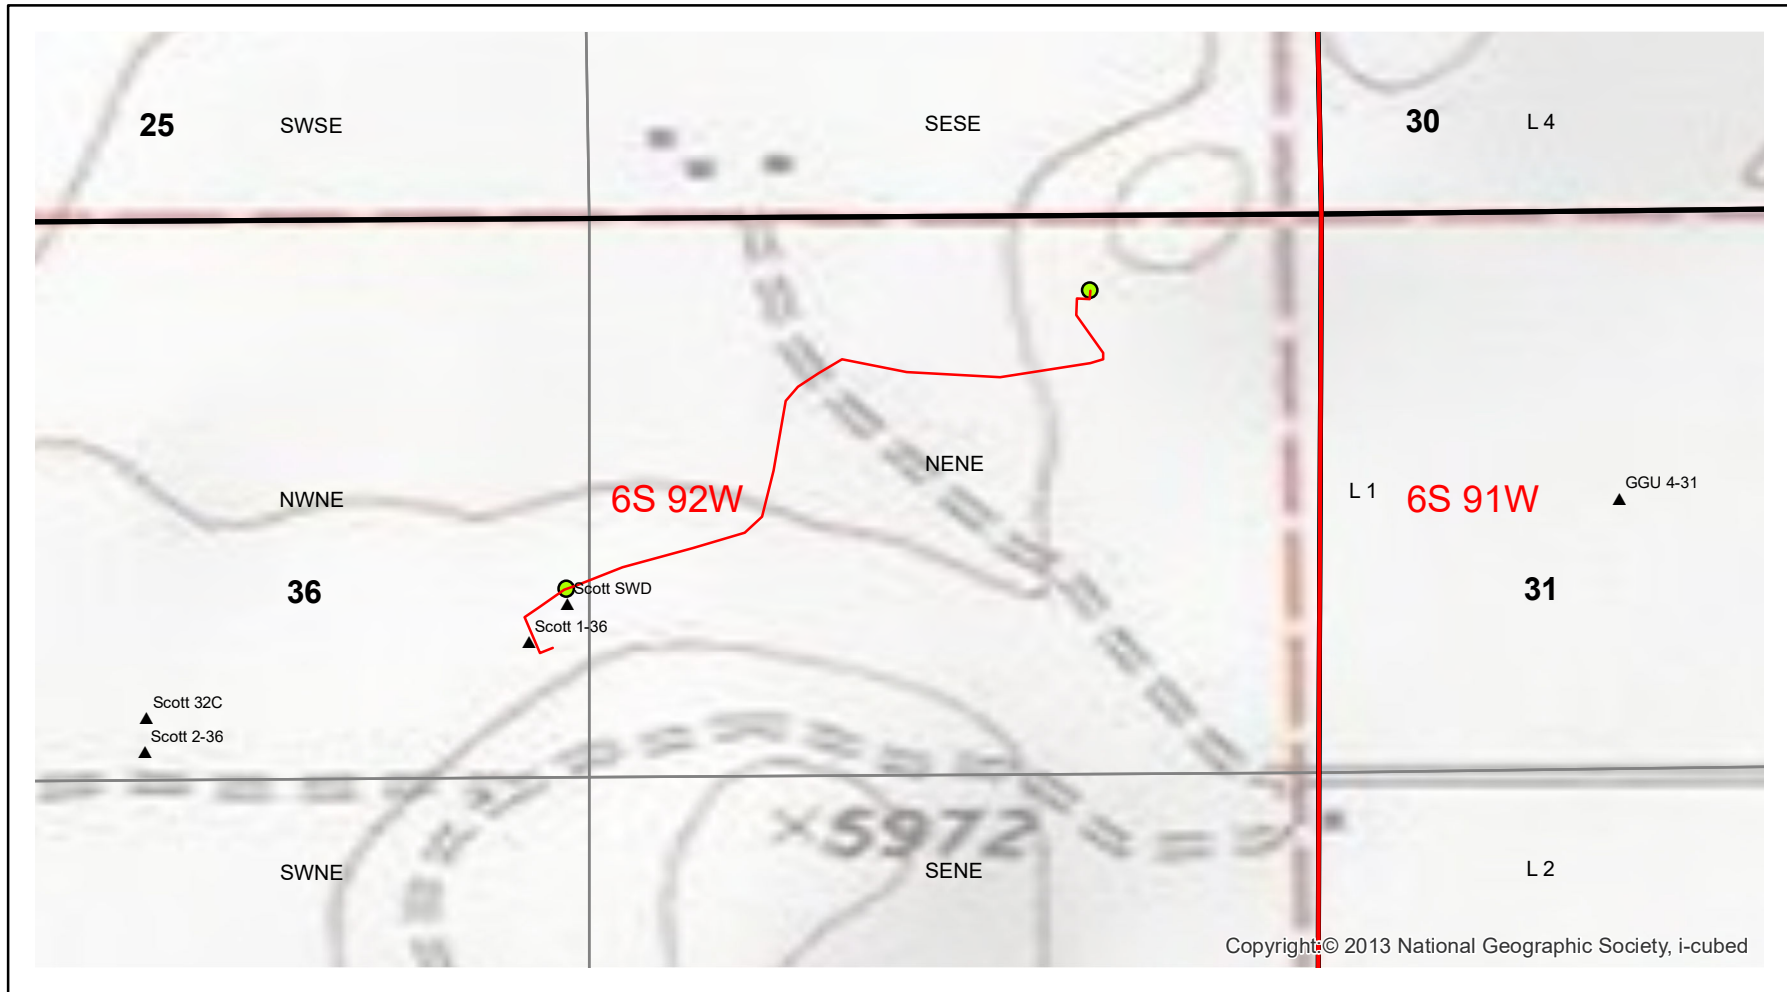 25
SWSE
SESE
30
L 4
NENE
GGU 4-31
L 1
NWNE
6S 92W
6S 91W
36
Scott SWD
31
Scott 1-36
Scott 32C
Scott 2-36
×5972
SWNE
SENE
L 2
Copyright:© 2013 National Geographic Society, i-cubed